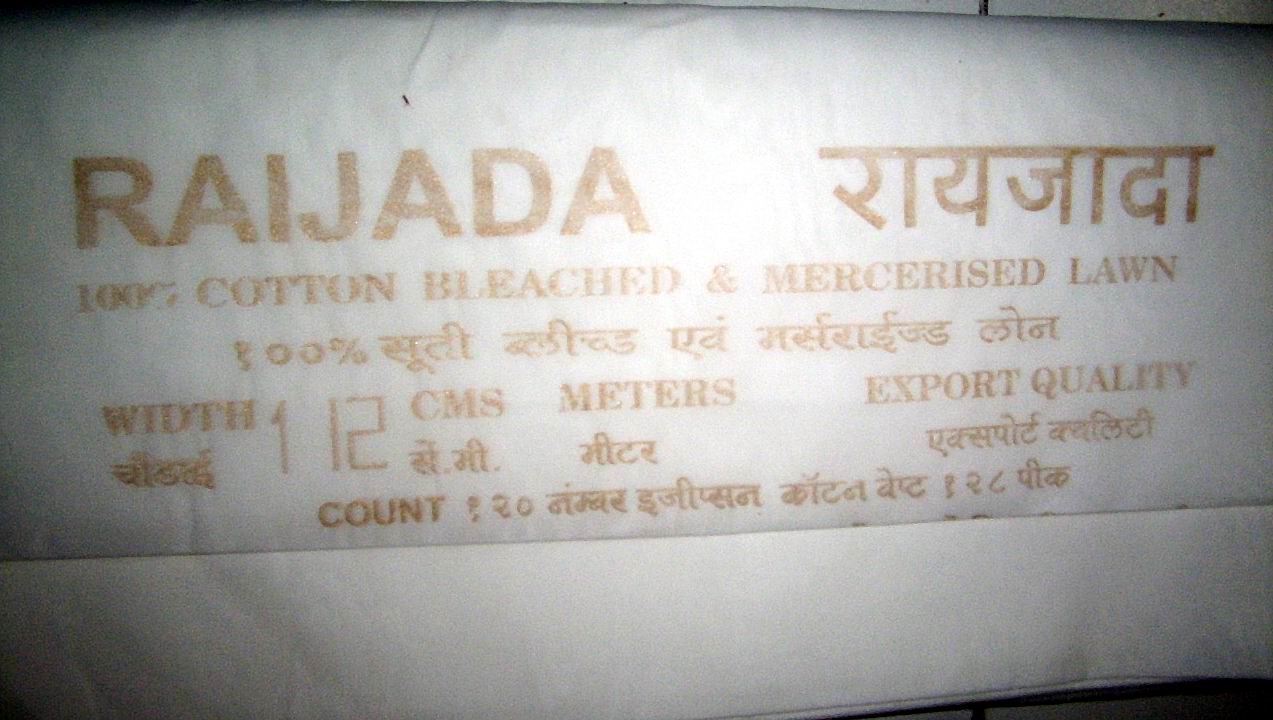 RAIJADA रायजादा
100% COTTON BLEACHED & MERCERISED LAWN
१००% सूती ब्लीच्ड एवं मर्सराईज्ड लोन
WIDTH 112 CMS METERS EXPORT QUALITY
चौडाई सें.मी. मीटर एक्सपोर्ट क्वालिटी
COUNT १२० नंम्बर इजीप्सन कॉटन वेप्ट १२८ पीक